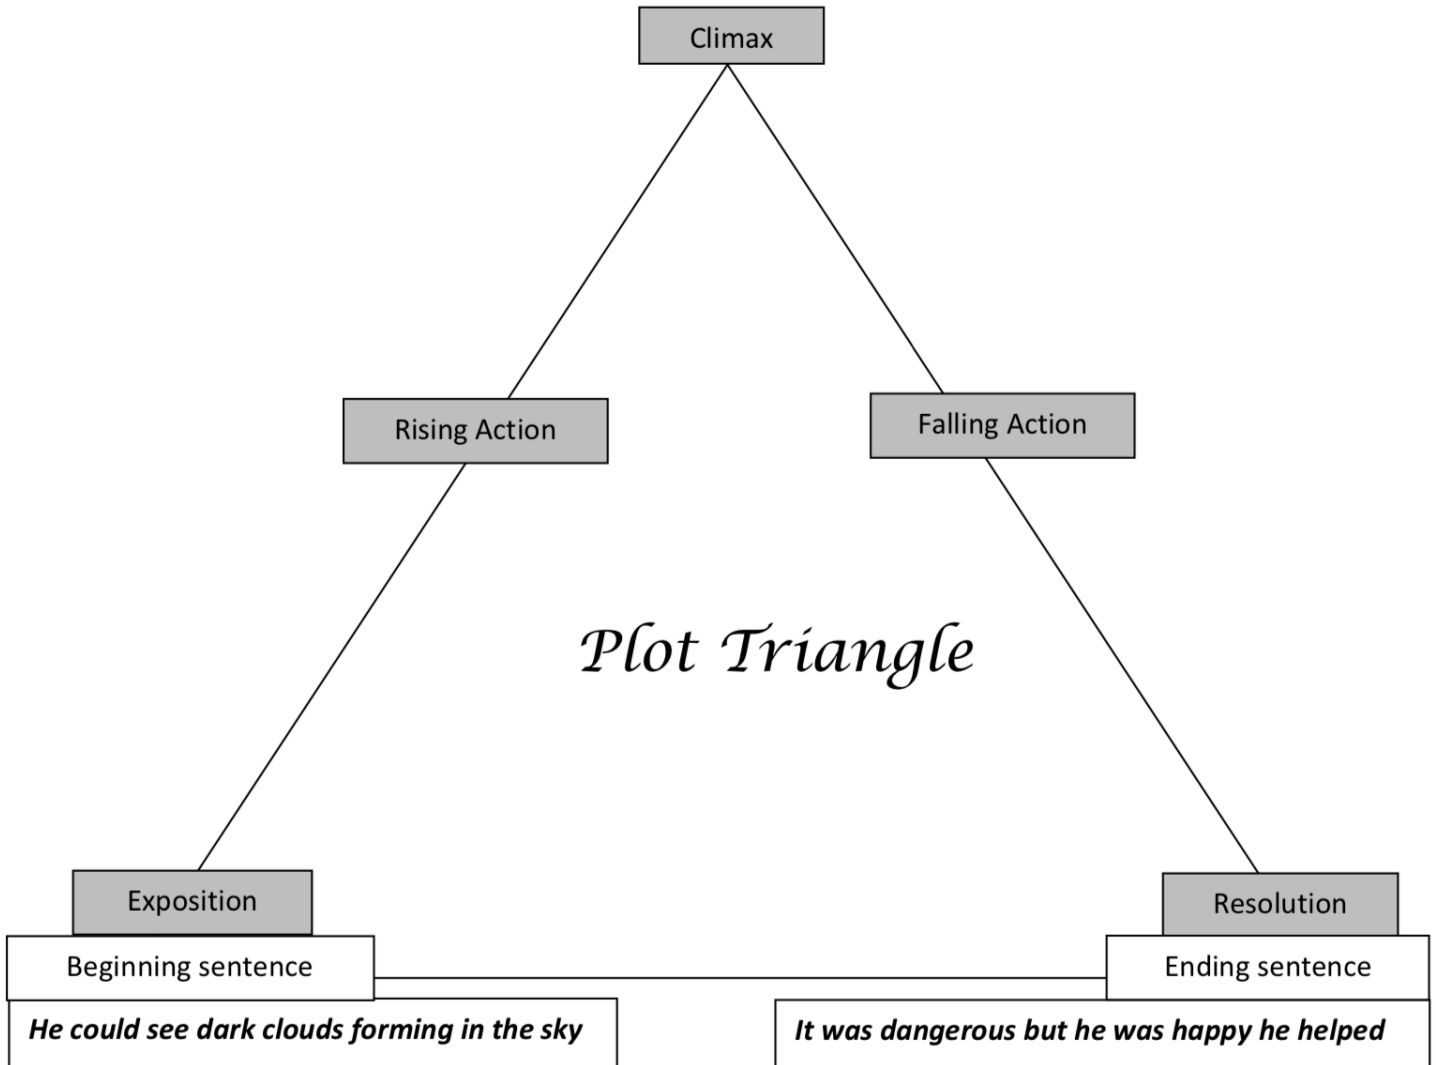 Climax
Rising Action
Falling Action
Plot Triangle
Exposition
Resolution
Beginning sentence
Ending sentence
He could see dark clouds forming in the sky
It was dangerous but he was happy he helped